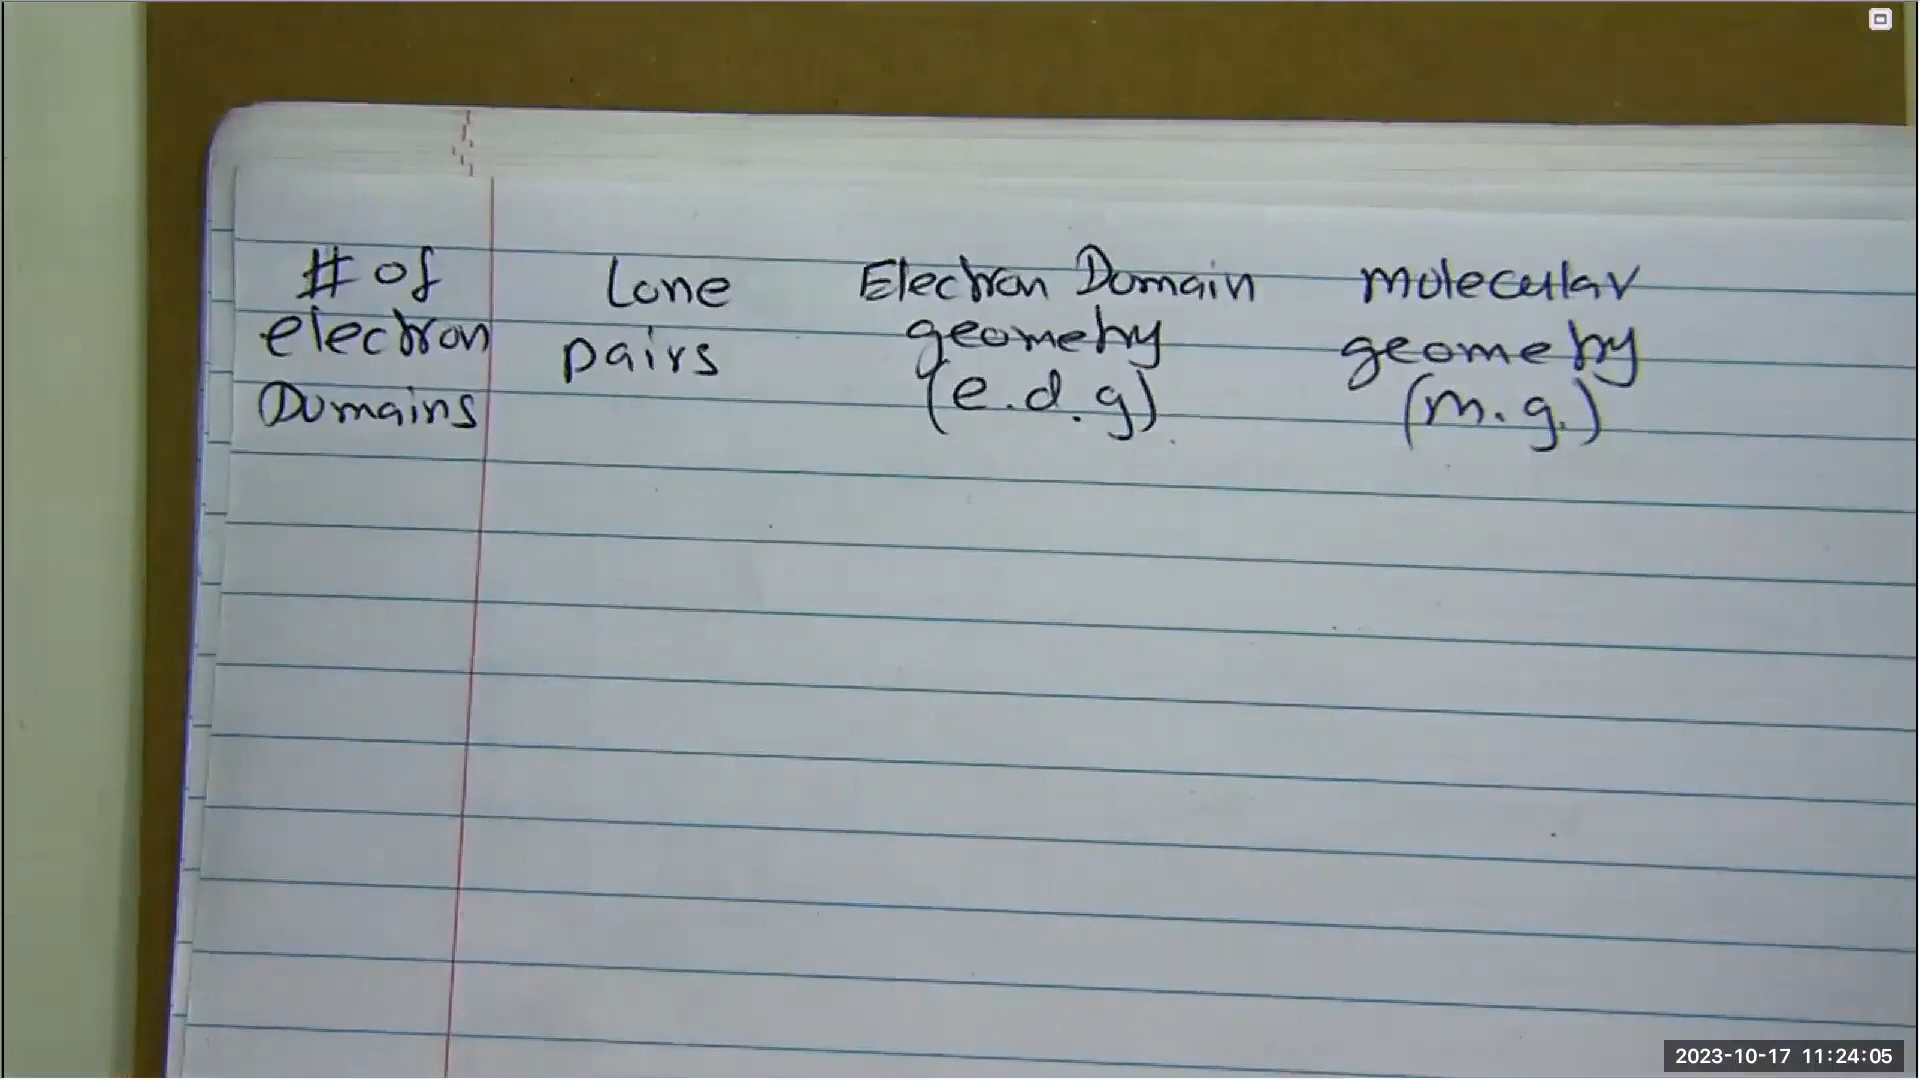 # of electron Domains
Lone pairs
Electron Domain geometry (e.d.g)
Molecular geometry (m.g.)
2023-10-17 11:24:05